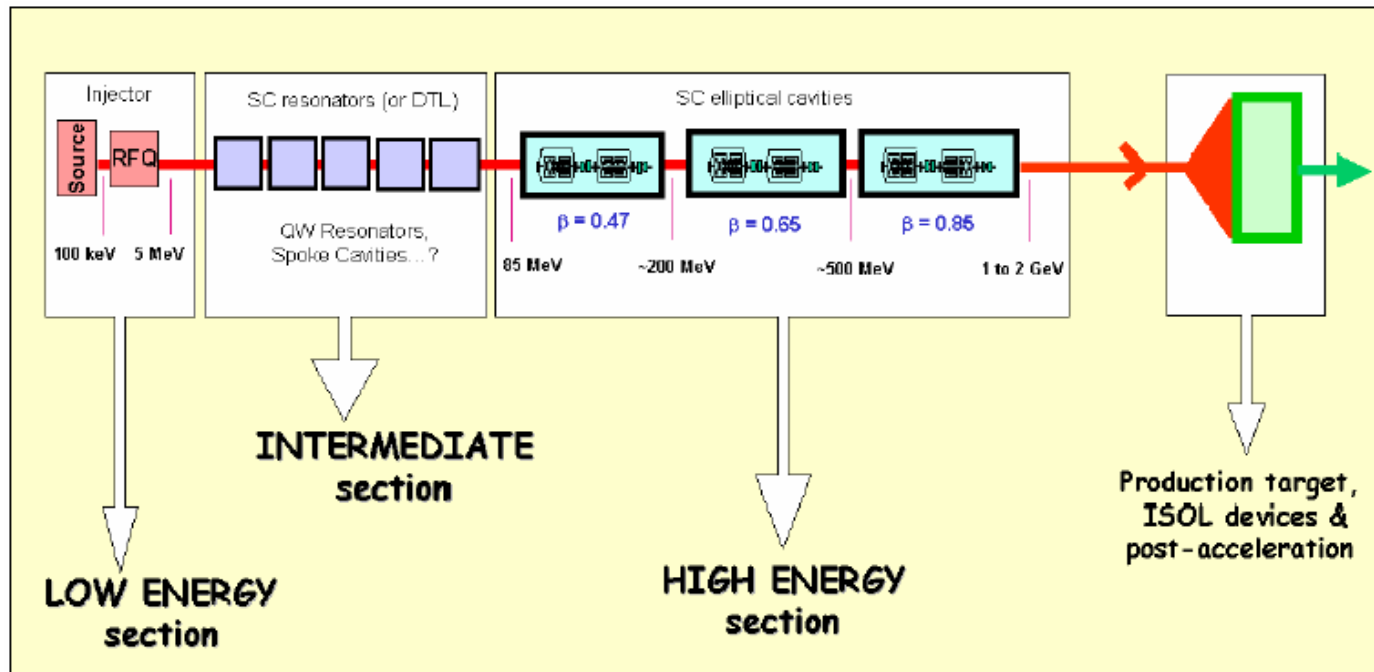 Injector
Source
RFQ
100 keV
5 MeV
SC resonators (or DTL)
QW Resonators,
Spoke Cavities...?
SC elliptical cavities
β = 0.47
β = 0.65
β = 0.85
85 MeV
~200 MeV
~500 MeV
1 to 2 GeV
LOW ENERGY
section
INTERMEDIATE
section
HIGH ENERGY
section
Production target,
ISOL devices &
post-acceleration